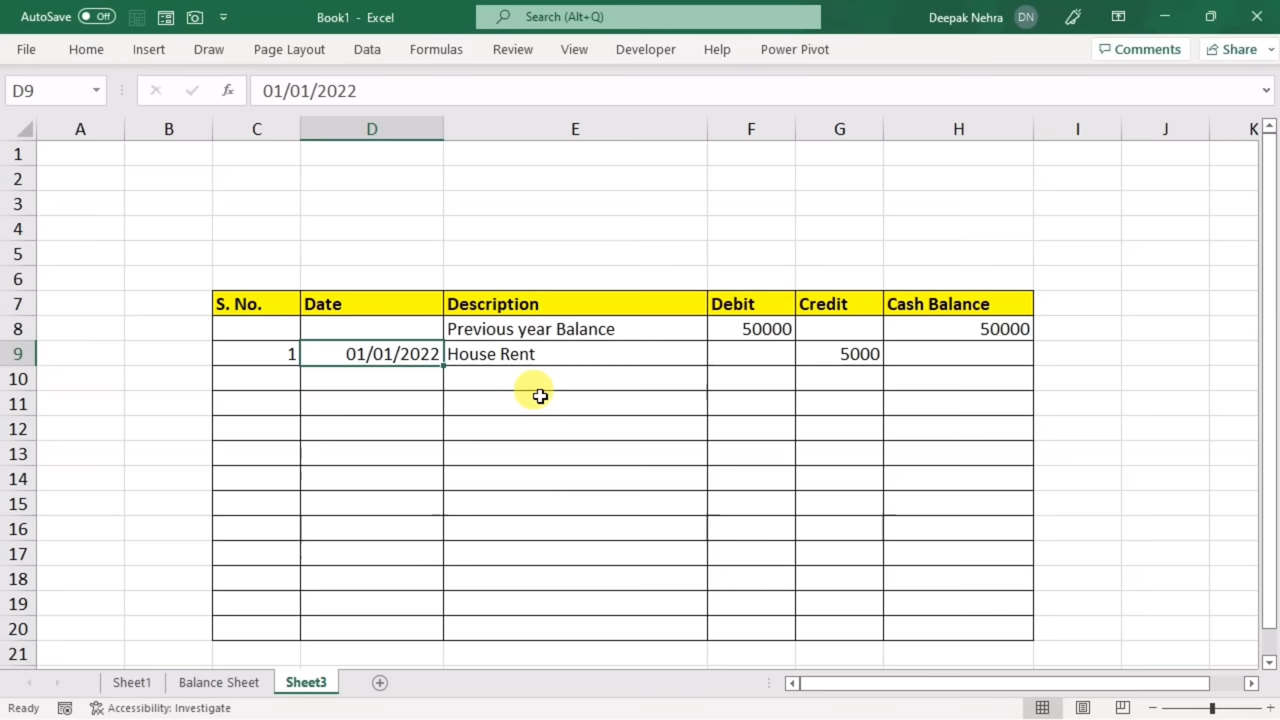 AutoSave Off Book1 - Excel Search (Alt+Q) Deepak Nehra DN
File Home Insert Draw Page Layout Data Formulas Review View Developer Help Power Pivot Comments Share
D9 fx 01/01/2022
A B C D E F G H I J K
1
2
3
4
5
6
7 S. No. Date Description Debit Credit Cash Balance
8 Previous year Balance 50000 50000
9 1 01/01/2022 House Rent 5000
10
11
12
13
14
15
16
17
18
19
20
21
Sheet1 Balance Sheet Sheet3
Ready Accessibility: Investigate